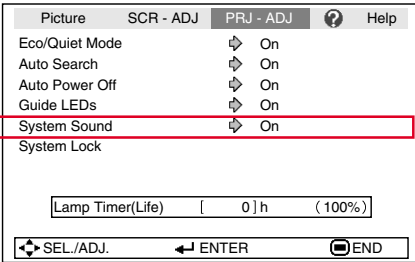 Picture SCR - ADJ PRJ - ADJ ? Help
Eco/Quiet Mode On
Auto Search On
Auto Power Off On
Guide LEDs On
System Sound On
System Lock
Lamp Timer(Life) [ 0 ] h (100%)
SEL./ADJ. ENTER END